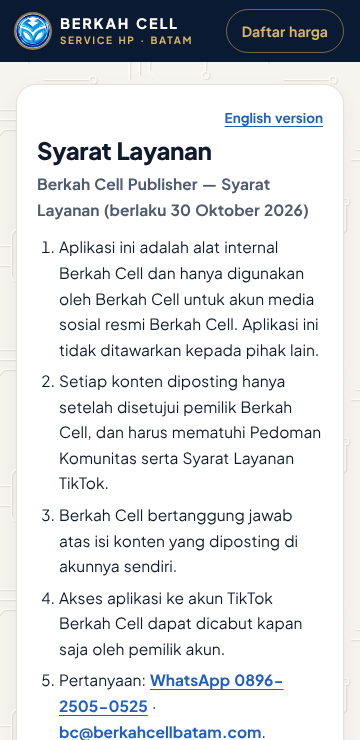 BERKAH CELL
SERVICE HP · BATAM
Daftar harga
English version
Syarat Layanan
Berkah Cell Publisher — Syarat
Layanan (berlaku 30 Oktober 2026)
1. Aplikasi ini adalah alat internal
Berkah Cell dan hanya digunakan
oleh Berkah Cell untuk akun media
sosial resmi Berkah Cell. Aplikasi ini
tidak ditawarkan kepada pihak lain.
2. Setiap konten diposting hanya
setelah disetujui pemilik Berkah
Cell, dan harus mematuhi Pedoman
Komunitas serta Syarat Layanan
TikTok.
3. Berkah Cell bertanggung jawab
atas isi konten yang diposting di
akunnya sendiri.
4. Akses aplikasi ke akun TikTok
Berkah Cell dapat dicabut kapan
saja oleh pemilik akun.
5. Pertanyaan: WhatsApp 0896-
2505-0525 ·
bc@berkahcellbatam.com.